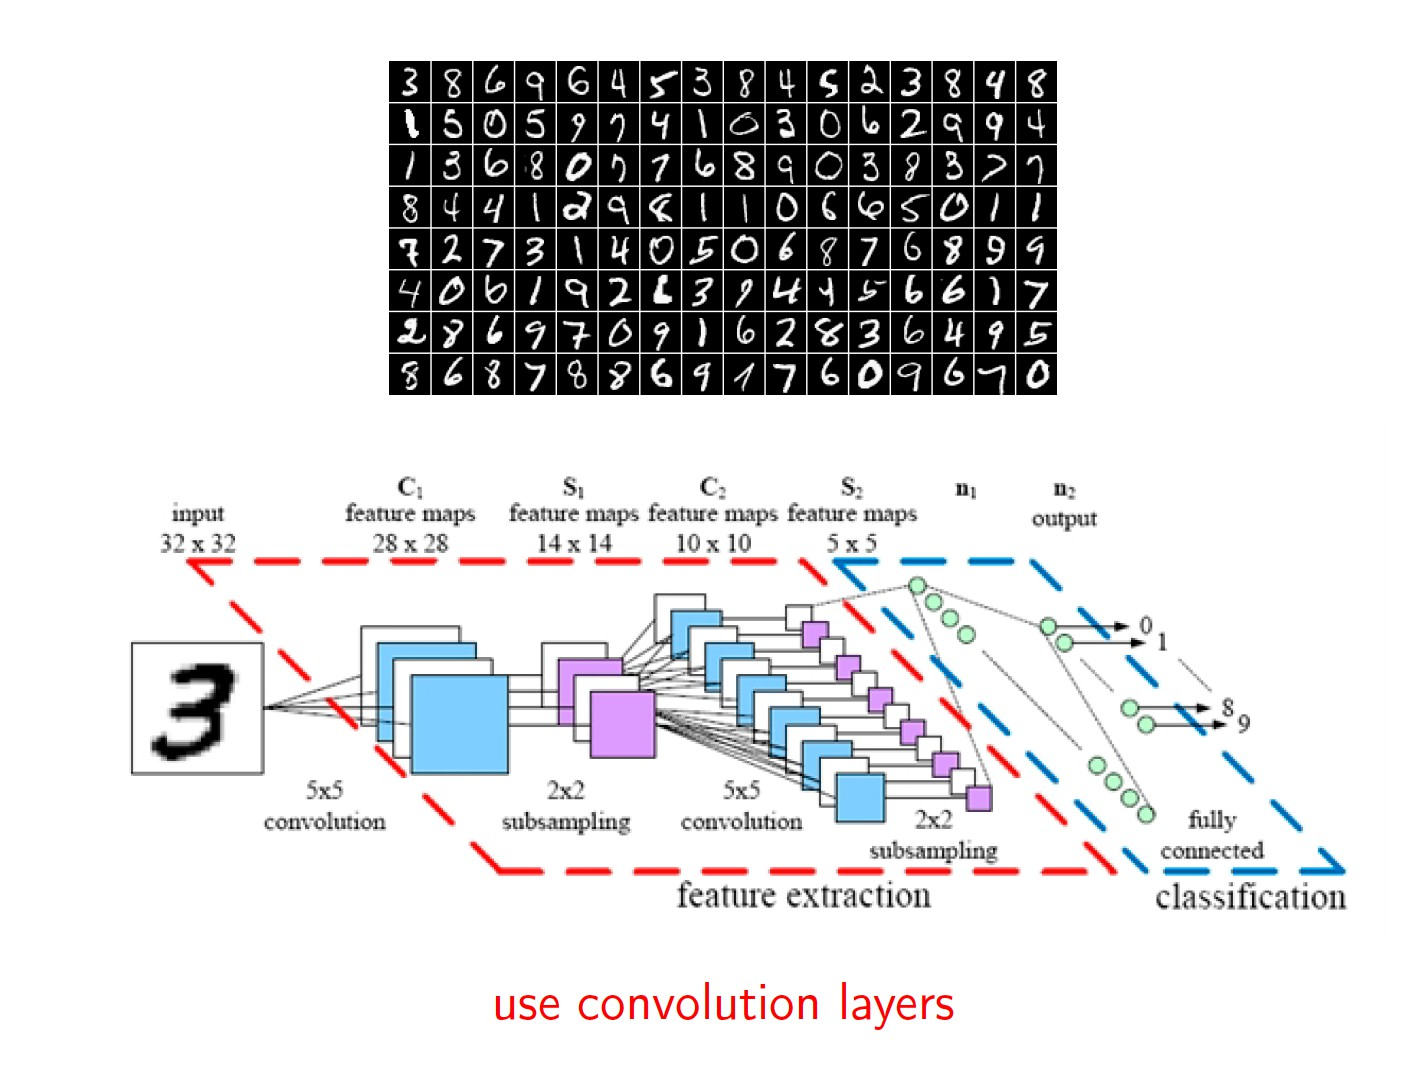 3 8 6 9 6 4 5 3 8 4 5 2 3 8 4 8
1 5 0 5 9 7 4 1 0 3 0 6 2 9 9 4
1 3 6 8 0 7 7 6 8 9 0 3 8 3 7 7
8 4 4 1 2 9 8 1 1 0 6 6 5 0 1 1
7 2 7 3 1 4 0 5 0 6 8 7 6 8 9 9
4 0 6 1 9 2 2 3 9 4 4 5 6 6 1 7
2 8 6 9 7 0 9 1 6 2 8 3 6 4 9 5
8 6 8 7 8 8 6 9 1 7 6 0 9 6 7 0
C₁ S₁ C₂ S₂ n₁ n₂
input feature maps feature maps feature maps feature maps output
32 x 32 28 x 28 14 x 14 10 x 10 5 x 5
0
1
3
8
9
5x5 2x2 5x5 2x2 fully
convolution subsampling convolution subsampling connected
feature extraction classification
use convolution layers